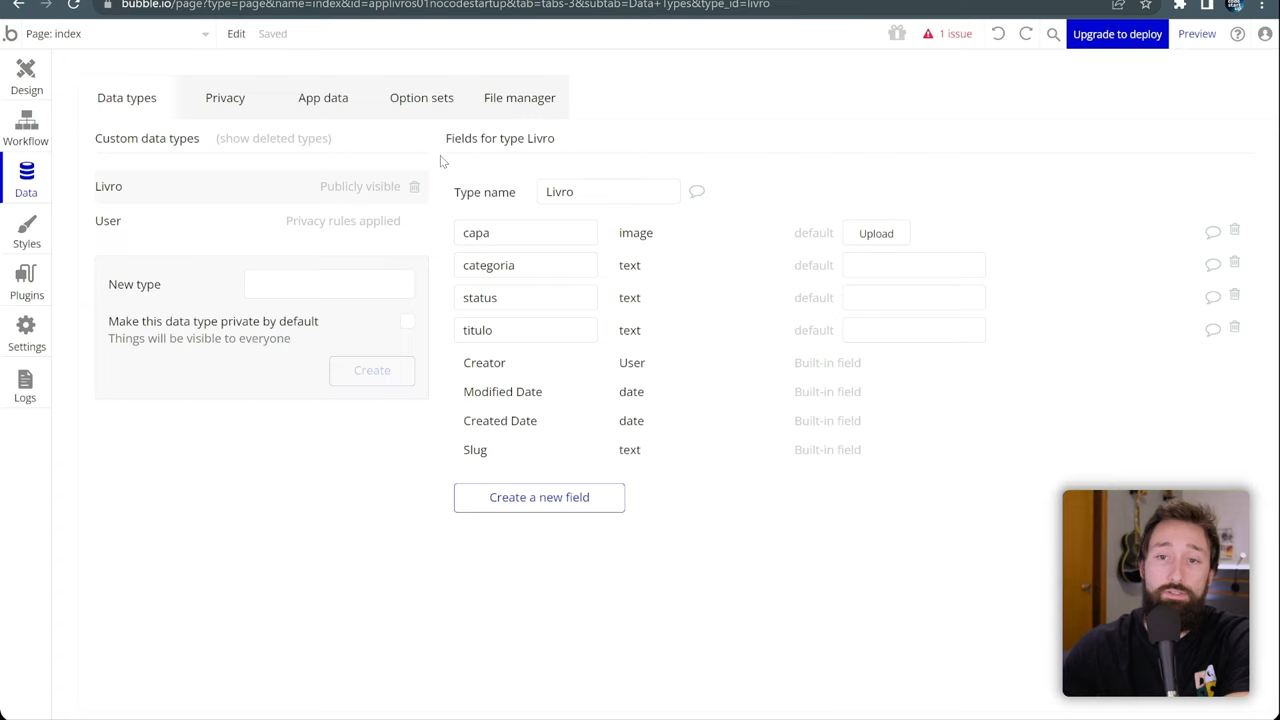 bubble.io/page?type=page&name=index&id=applivros01nocodestartup&tab=tabs-3&subtab=Data+Types&type_id=livro
Page: index
Edit
Saved
1 issue
Upgrade to deploy
Preview
Design
Workflow
Data
Styles
Plugins
Settings
Logs
Data types
Privacy
App data
Option sets
File manager
Custom data types
(show deleted types)
Livro
Publicly visible
User
Privacy rules applied
New type
Make this data type private by default
Things will be visible to everyone
Create
Fields for type Livro
Type name
Livro
capa image default Upload
categoria text default
status text default
titulo text default
Creator User Built-in field
Modified Date date Built-in field
Created Date date Built-in field
Slug text Built-in field
Create a new field